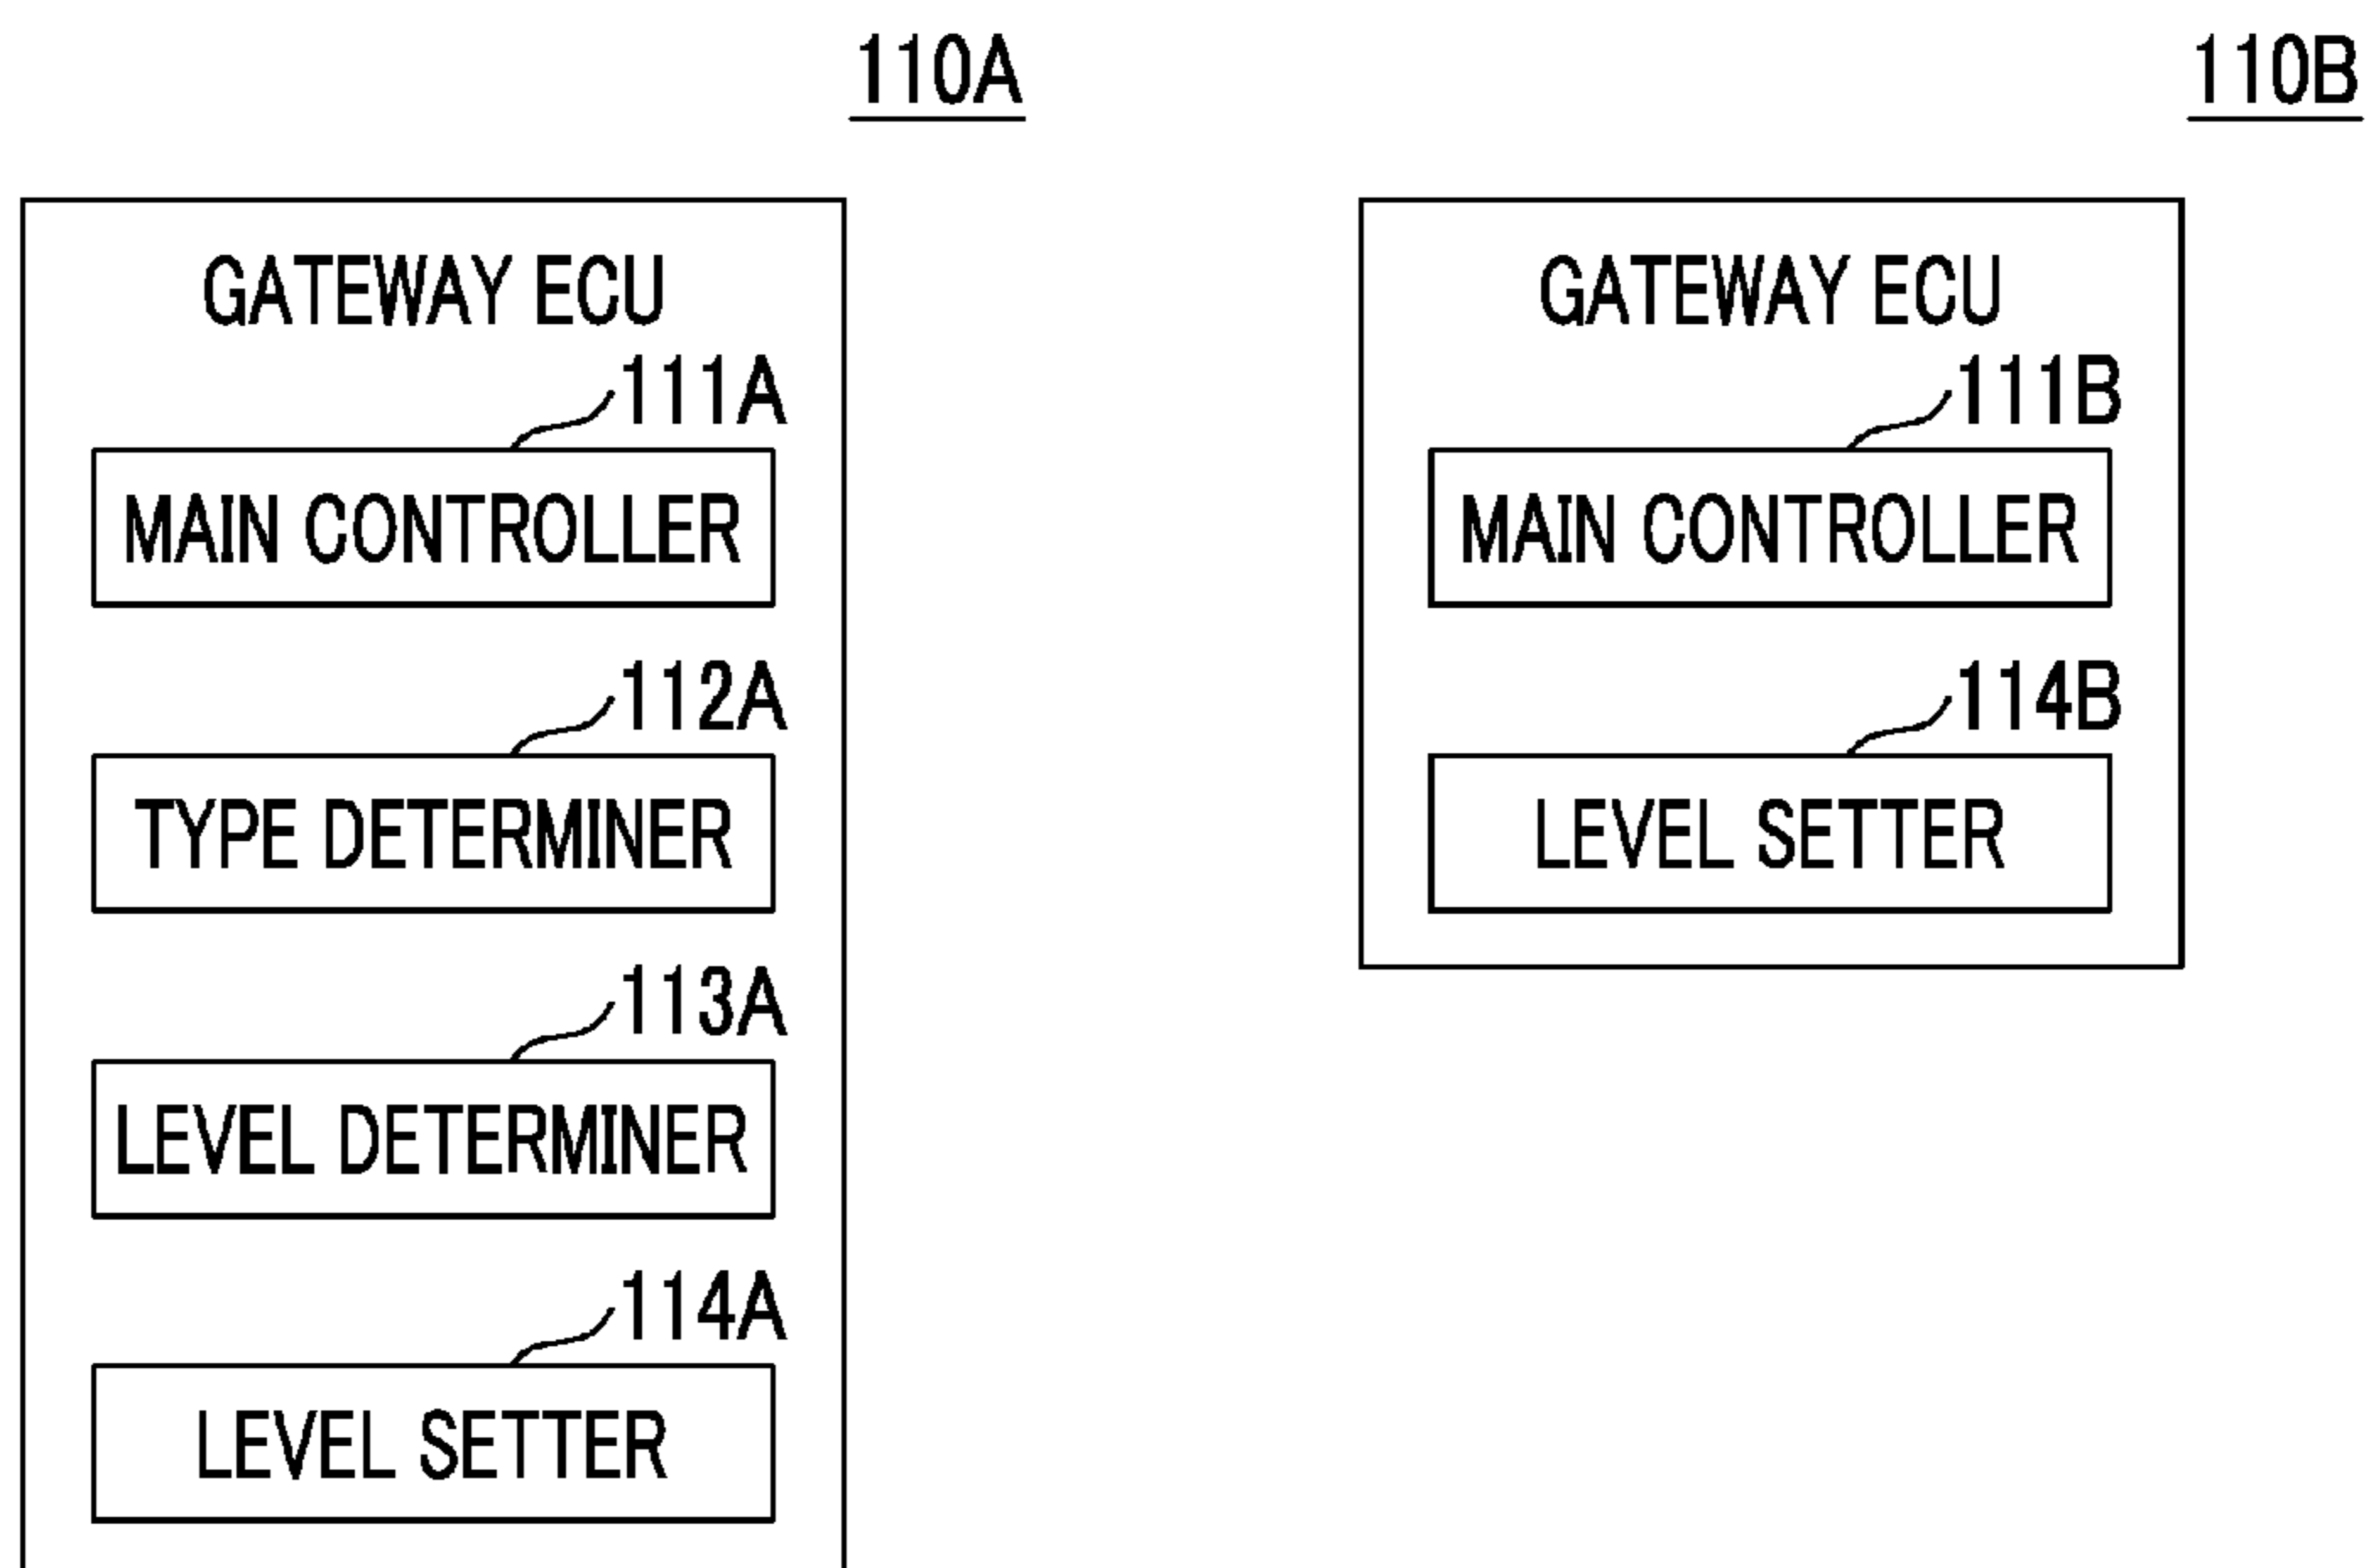 110A
GATEWAY ECU
111A
MAIN CONTROLLER
112A
TYPE DETERMINER
113A
LEVEL DETERMINER
114A
LEVEL SETTER
110B
GATEWAY ECU
111B
MAIN CONTROLLER
114B
LEVEL SETTER